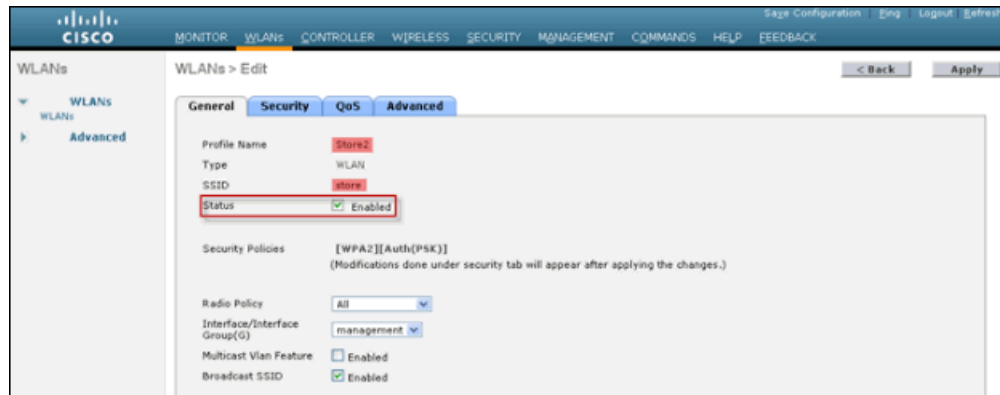 Save Configuration Ping Logout Refresh
CISCO
MONITOR WLANs CONTROLLER WIRELESS SECURITY MANAGEMENT COMMANDS HELP FEEDBACK
WLANs
WLANs > Edit
< Back Apply
WLANs
WLANs
Advanced
General Security QoS Advanced
Profile Name Store2
Type WLAN
SSID store
Status Enabled
Security Policies [WPA2][Auth(PSK)]
(Modifications done under security tab will appear after applying the changes.)
Radio Policy All
Interface/Interface
Group(G) management
Multicast Vlan Feature Enabled
Broadcast SSID Enabled